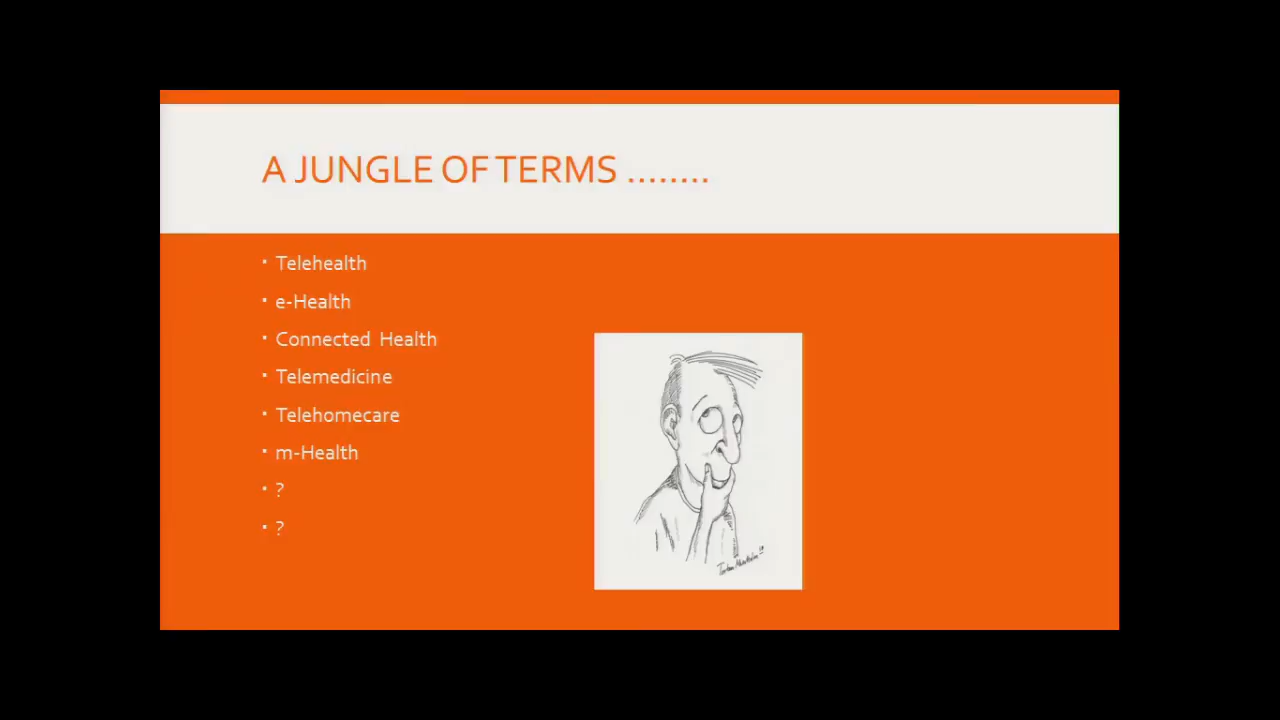 A JUNGLE OF TERMS ........
Telehealth
e-Health
Connected Health
Telemedicine
Telehomecare
m-Health
?
?